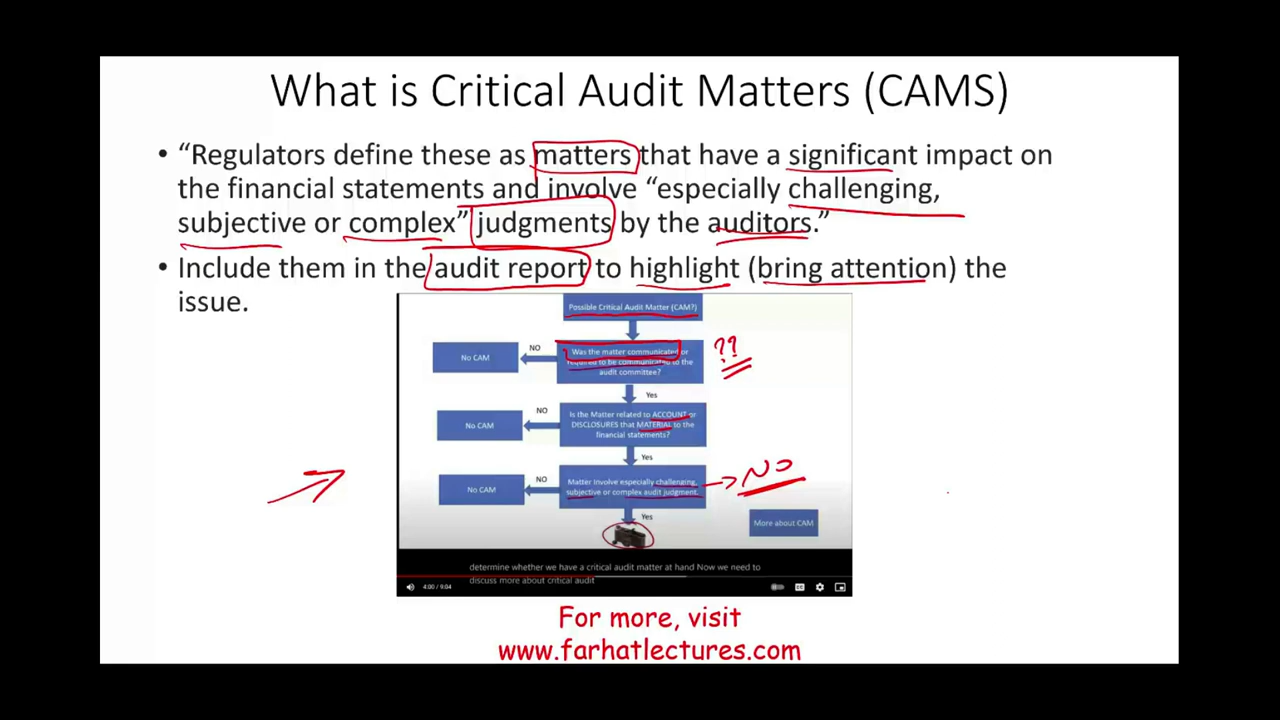 What is Critical Audit Matters (CAMS)
• “Regulators define these as matters that have a significant impact on
the financial statements and involve “especially challenging,
subjective or complex” judgments by the auditors.”
• Include them in the audit report to highlight (bring attention) the
issue.
Possible Critical Audit Matter (CAM?)
NO
No CAM
Was the matter communicated or
required to be communicated to the
audit committee?
??
Yes
NO
No CAM
Is the Matter related to ACCOUNT or
DISCLOSURES that MATERIAL to the
financial statements?
Yes
NO
No CAM
Matter involve especially challenging,
subjective or complex audit judgment.
NO
Yes
More about CAM
determine whether we have a critical audit matter at hand Now we need to
discuss more about critical audit
4:00 / 9:04
For more, visit
www.farhatlectures.com